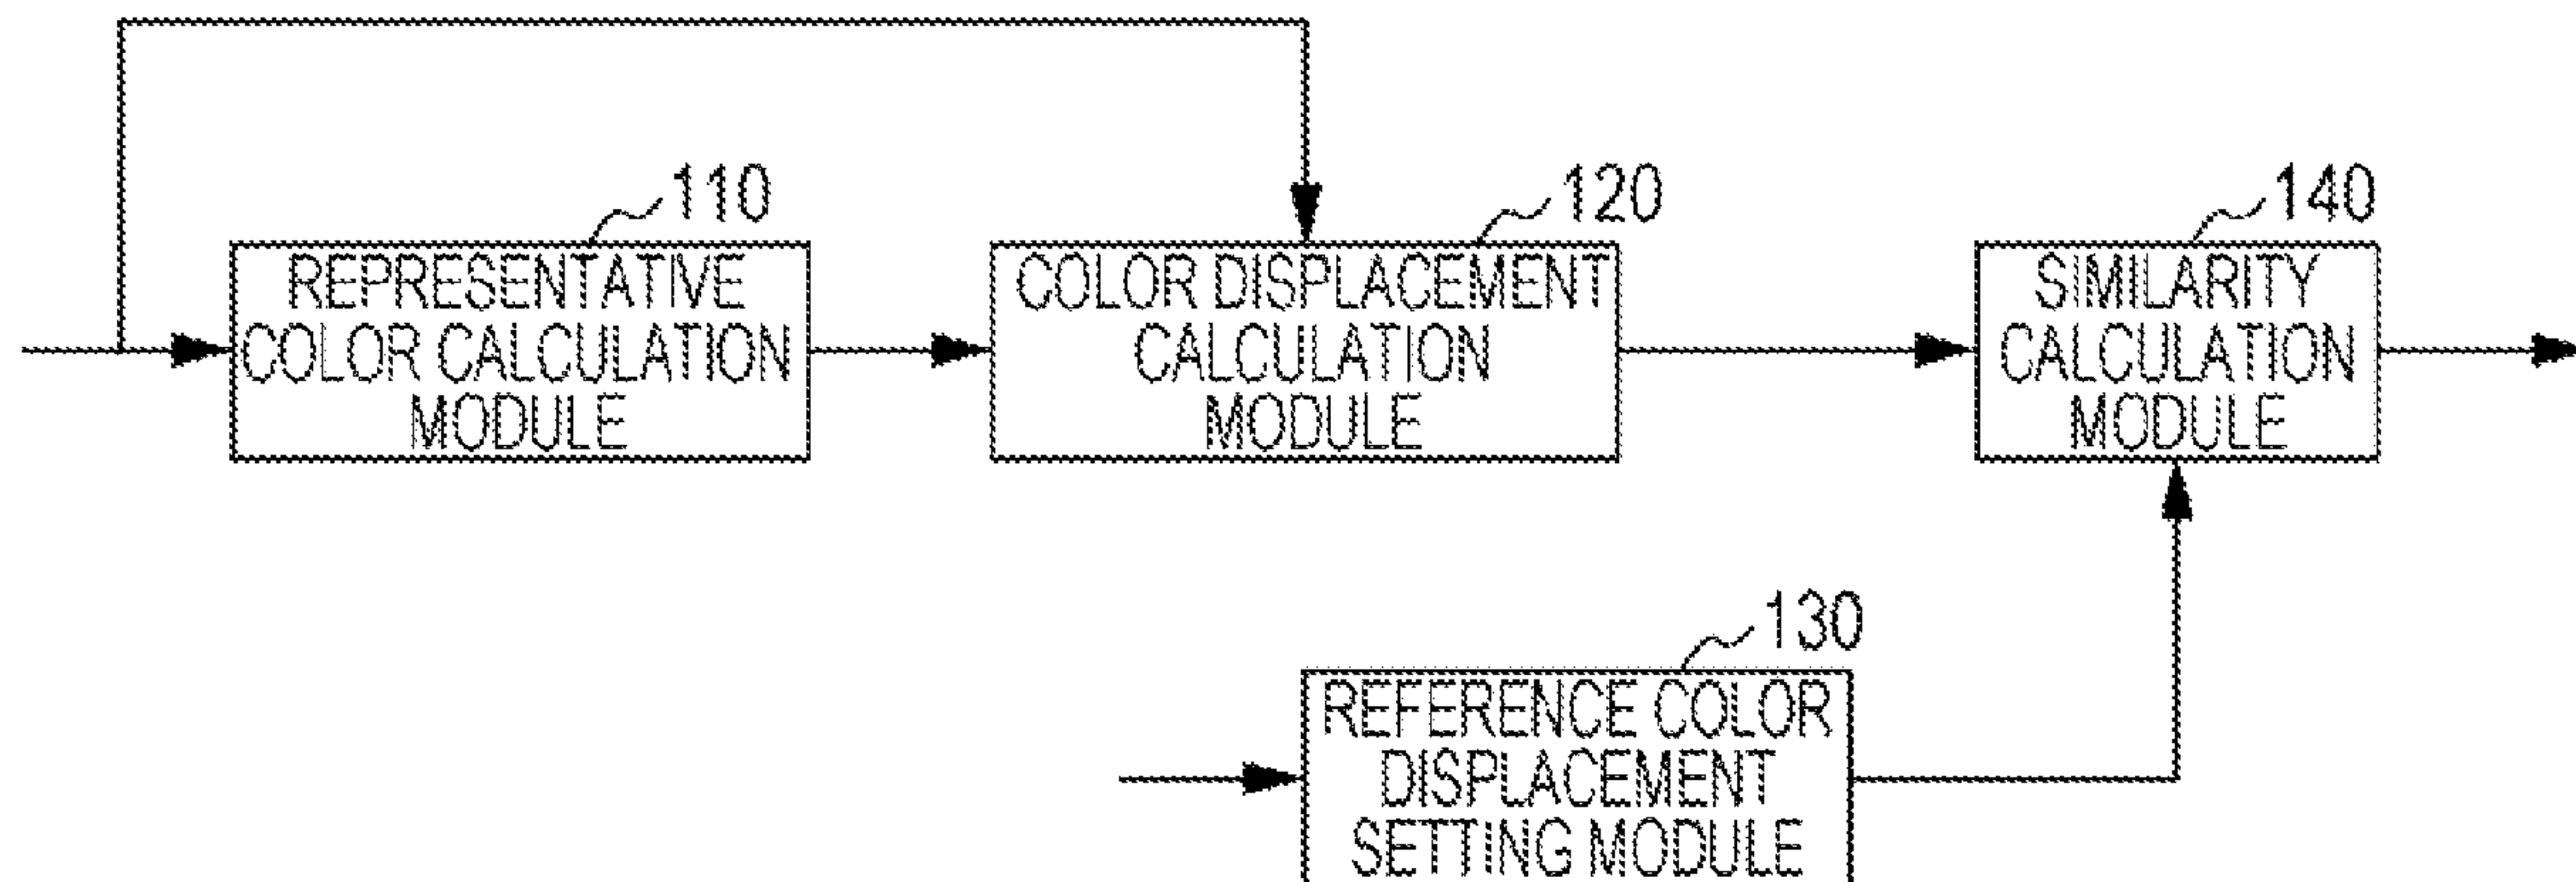 110
REPRESENTATIVE
COLOR CALCULATION
MODULE
120
COLOR DISPLACEMENT
CALCULATION
MODULE
140
SIMILARITY
CALCULATION
MODULE
130
REFERENCE COLOR
DISPLACEMENT
SETTING MODULE